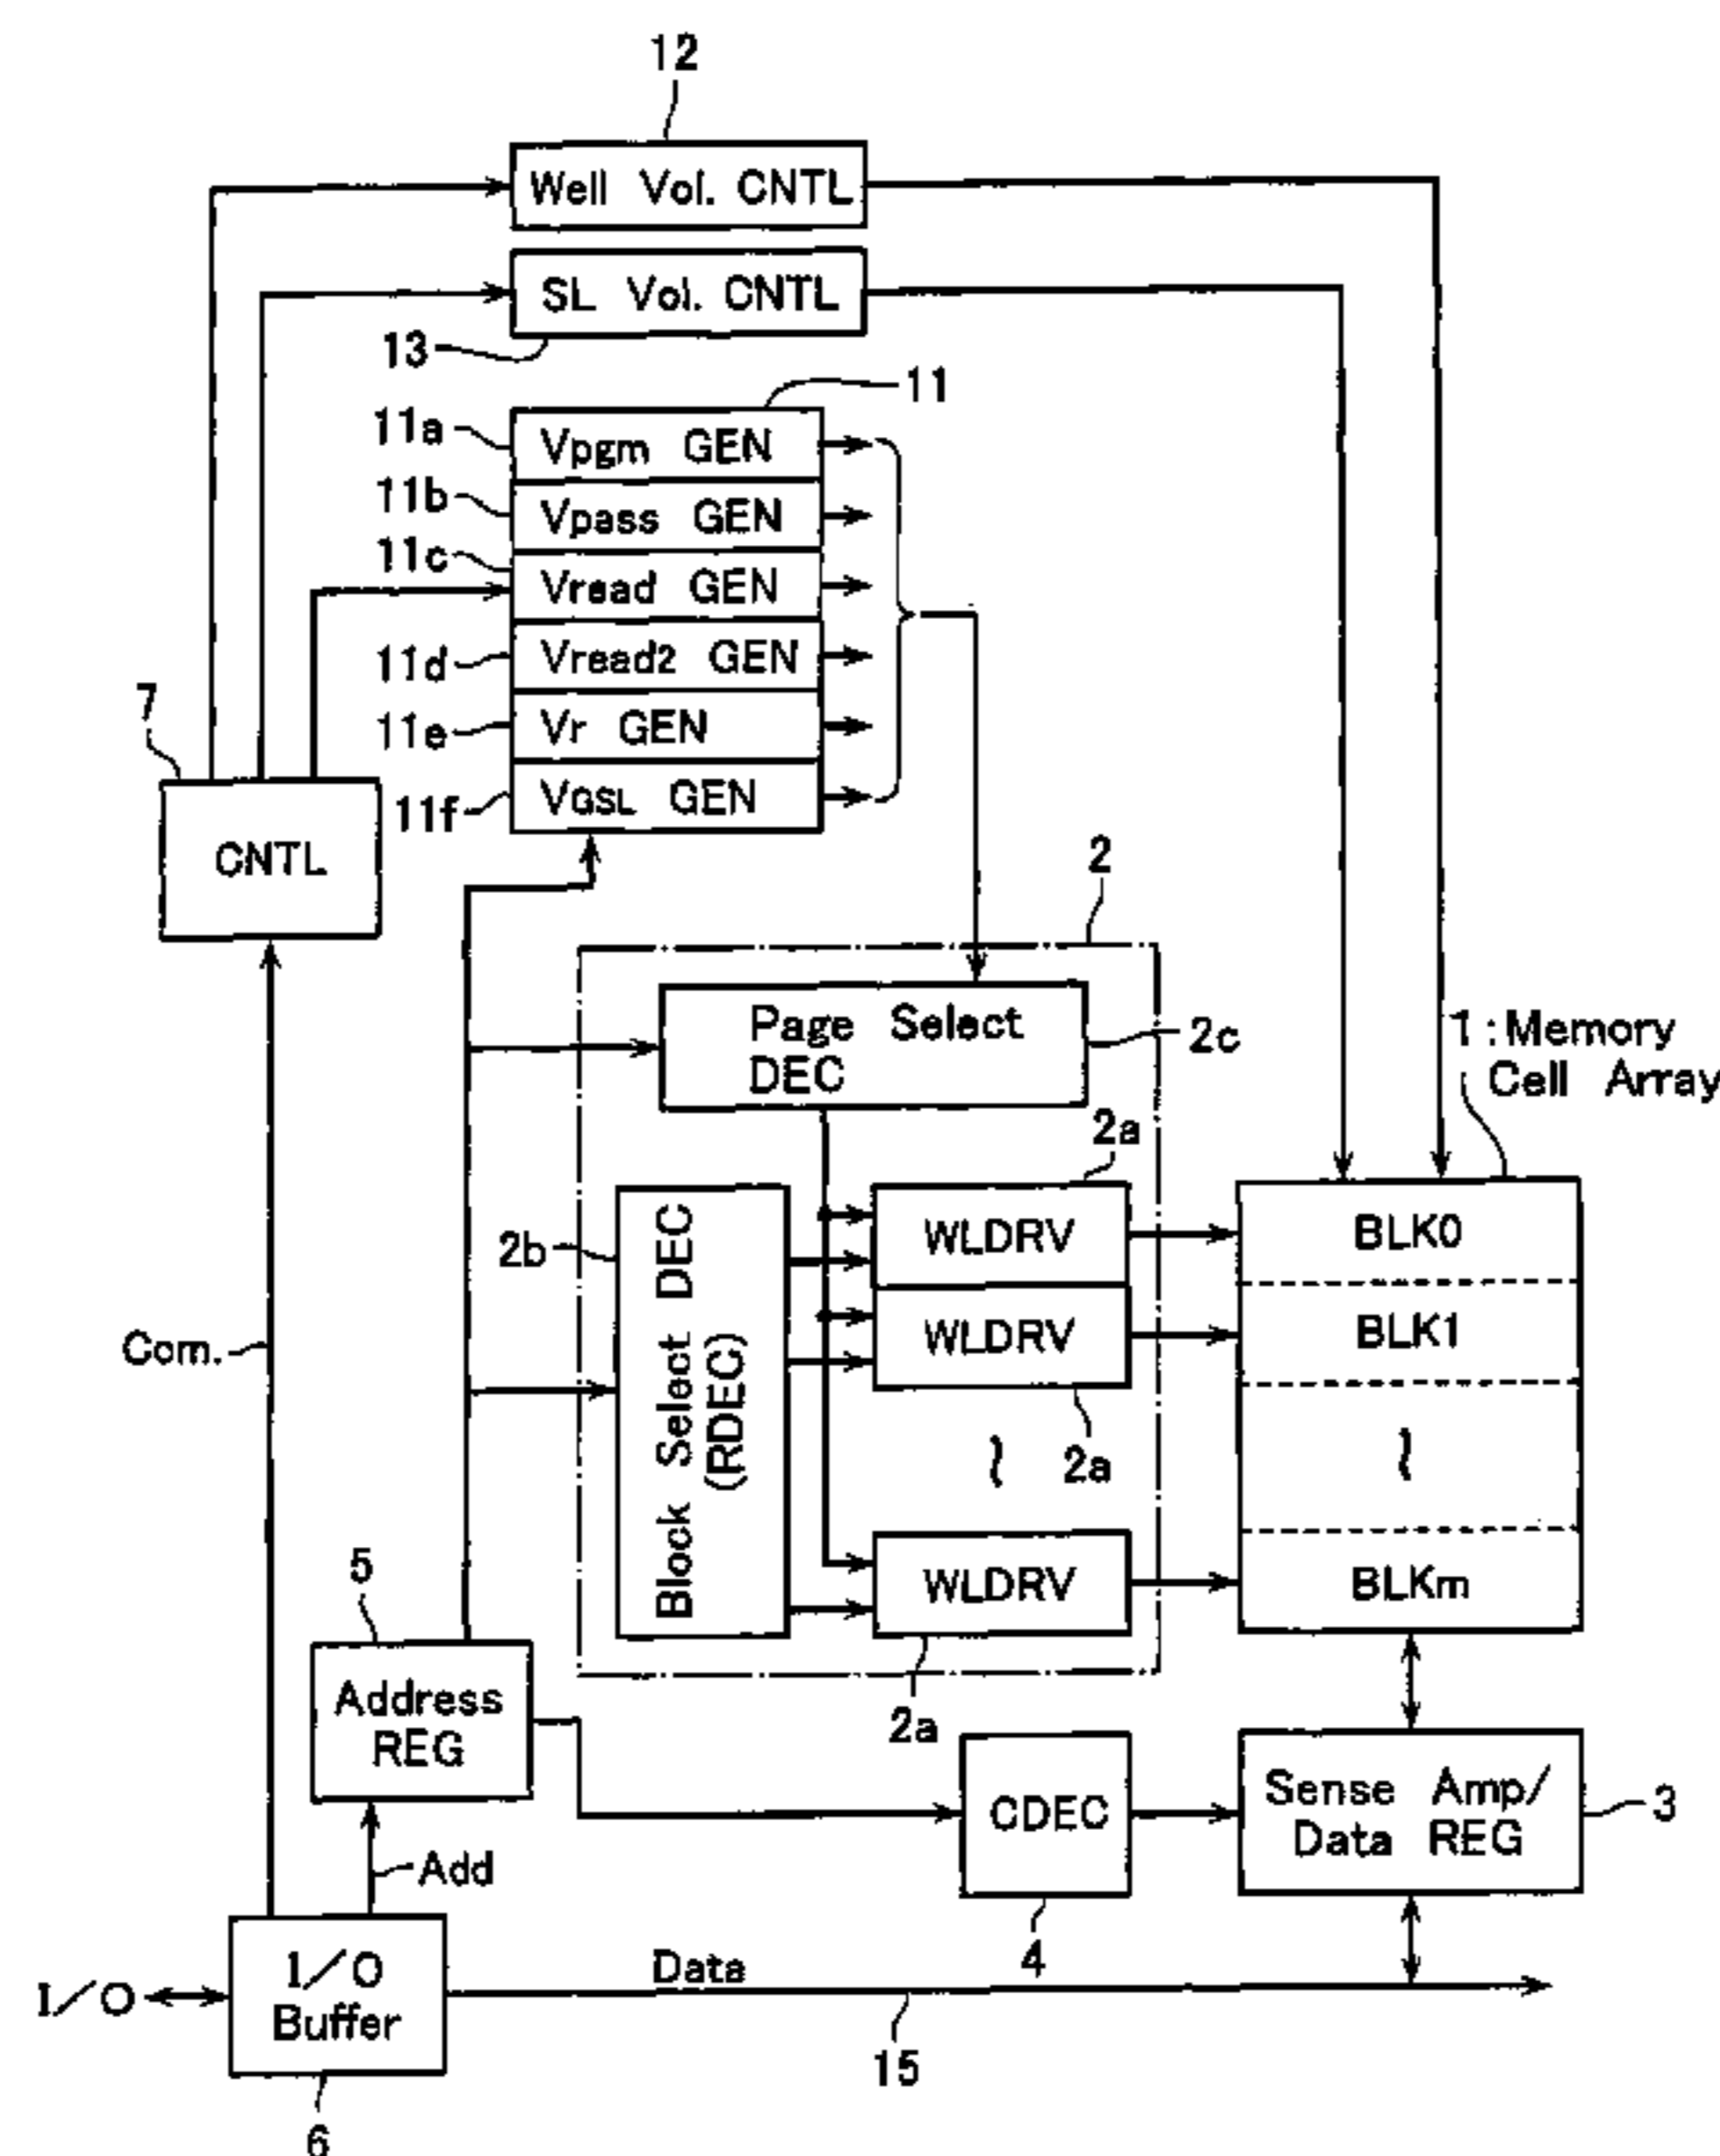 12
Well Vol. CNTL
SL Vol. CNTL
13
11
11a
Vpgm GEN
11b
Vpass GEN
11c
Vread GEN
11d
Vread2 GEN
11e
Vr GEN
11f
VGSL GEN
7
CNTL
2
Page Select
DEC
2c
1:Memory
Cell Array
2a
2b
Block Select DEC
(RDEC)
WLDRV
BLK0
WLDRV
BLK1
2a
WLDRV
BLKm
2a
Com.
5
Address
REG
CDEC
4
Sense Amp/
Data REG
3
Add
I/O
I/O
Buffer
6
Data
15